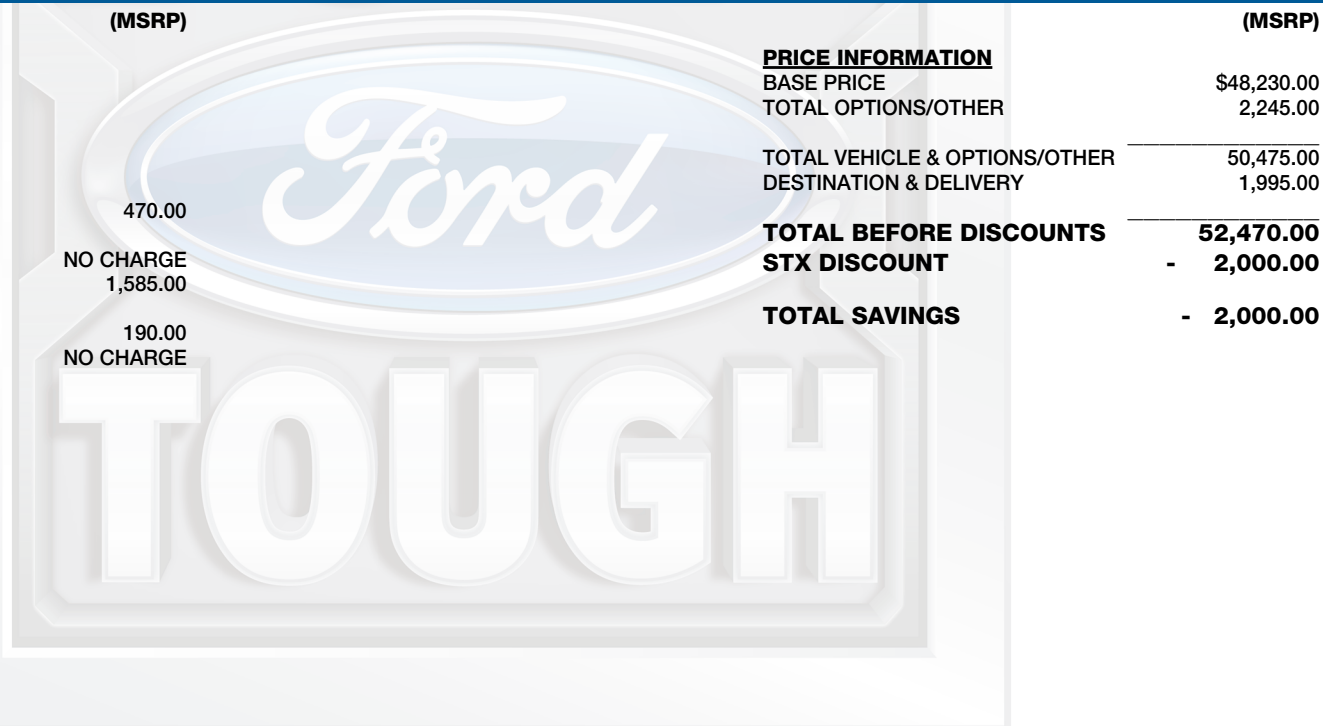 (MSRP)
470.00
NO CHARGE
1,585.00
190.00
NO CHARGE
Ford
TOUGH
(MSRP)
PRICE INFORMATION
BASE PRICE $48,230.00
TOTAL OPTIONS/OTHER 2,245.00
TOTAL VEHICLE & OPTIONS/OTHER 50,475.00
DESTINATION & DELIVERY 1,995.00
TOTAL BEFORE DISCOUNTS 52,470.00
STX DISCOUNT - 2,000.00
TOTAL SAVINGS - 2,000.00